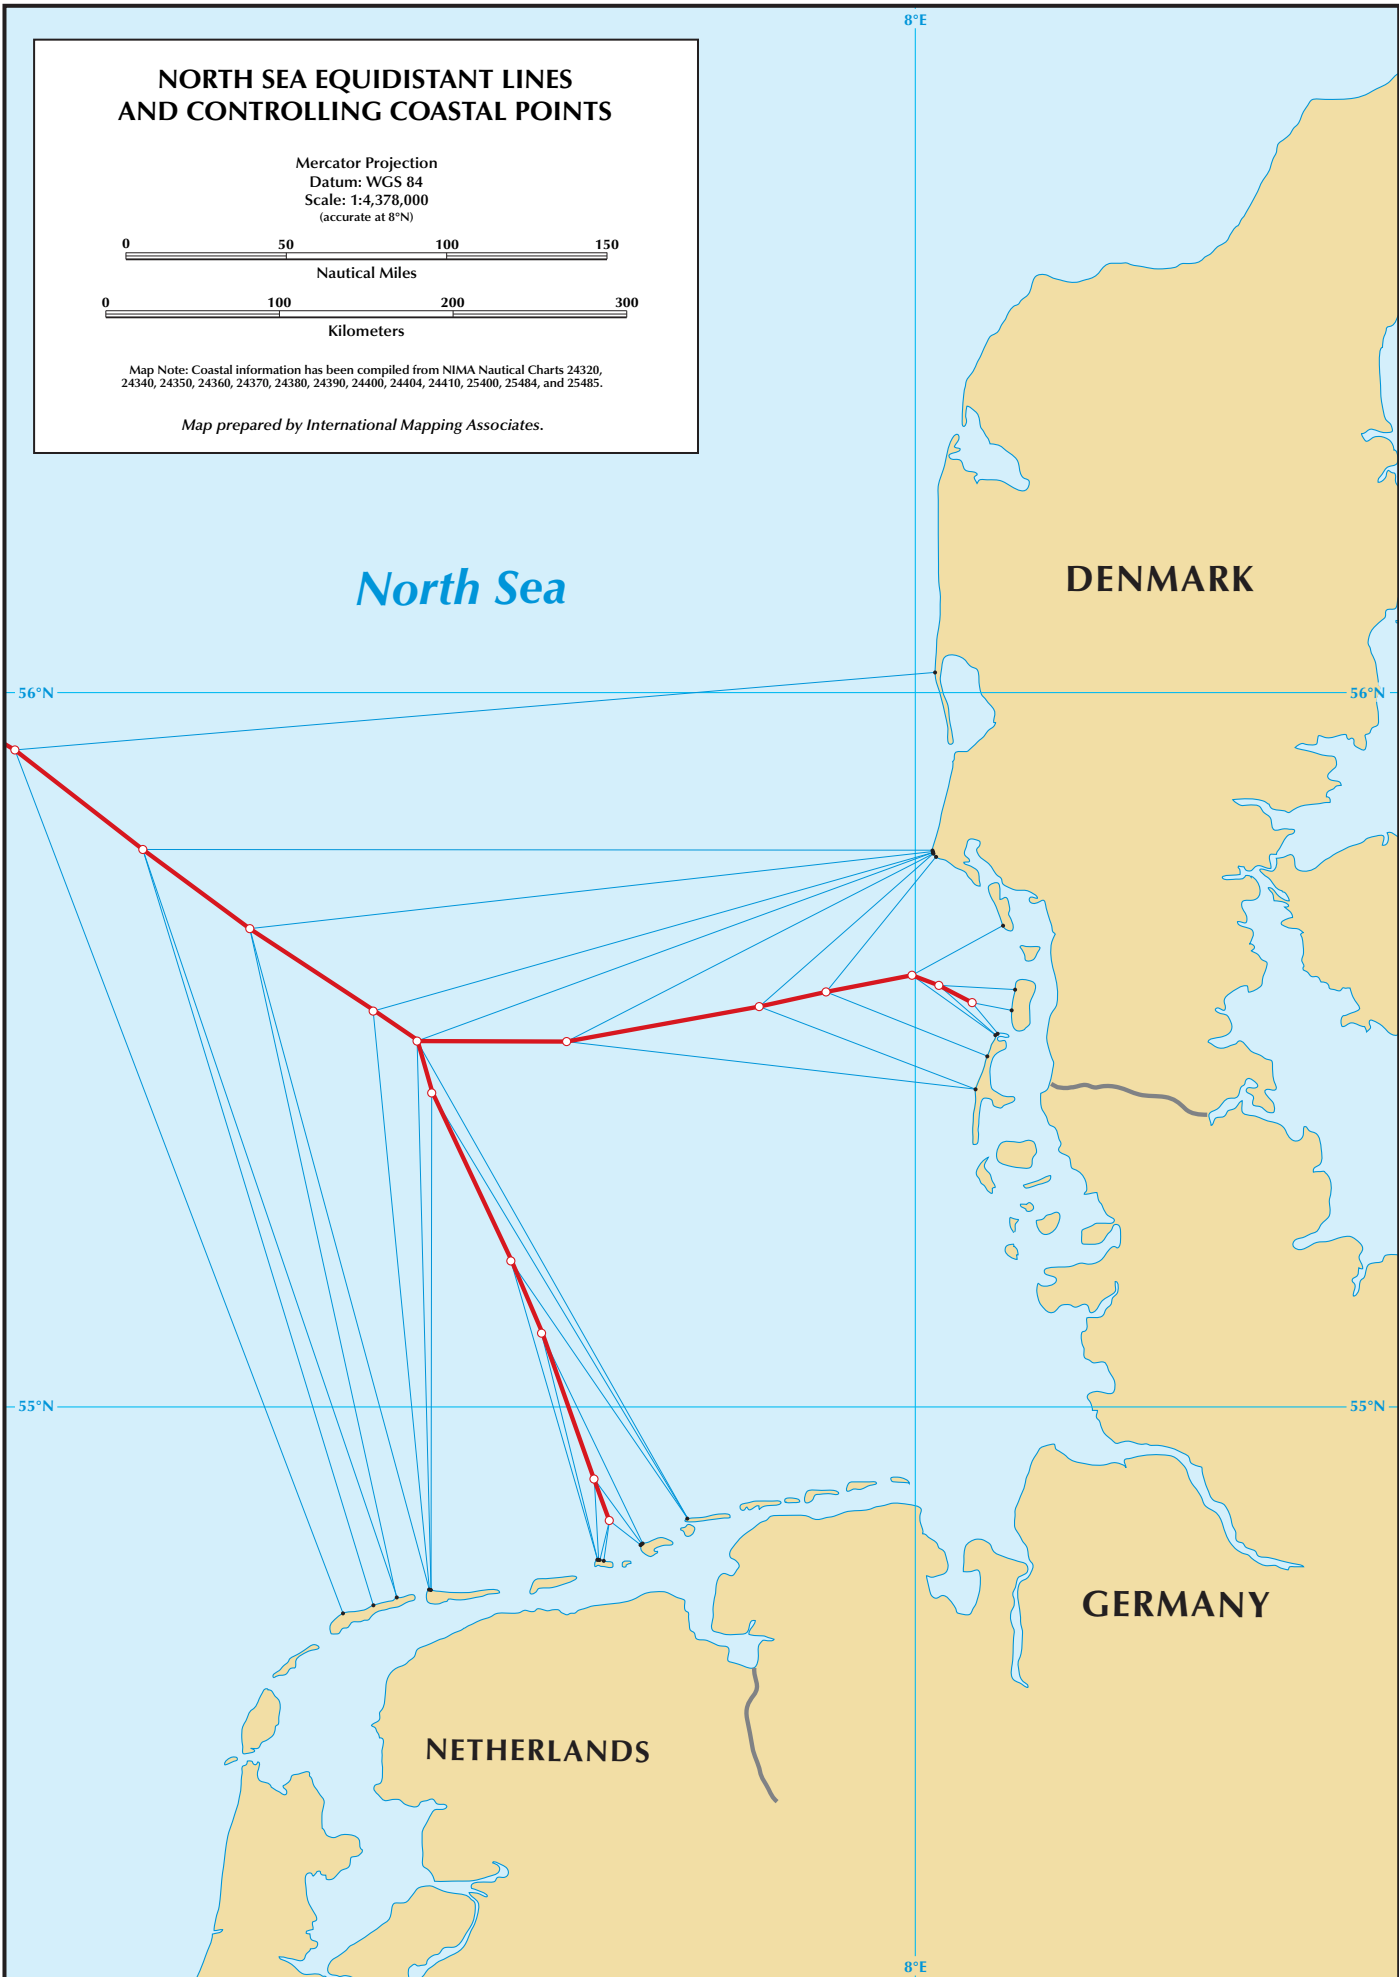 8°E
NORTH SEA EQUIDISTANT LINES
AND CONTROLLING COASTAL POINTS
Mercator Projection
Datum: WGS 84
Scale: 1:4,378,000
(accurate at 8°N)
0 50 100 150
Nautical Miles
0 100 200 300
Kilometers
Map Note: Coastal information has been compiled from NIMA Nautical Charts 24320,
24340, 24350, 24360, 24370, 24380, 24390, 24400, 24404, 24410, 25400, 25484, and 25485.
Map prepared by International Mapping Associates.
North Sea
DENMARK
56°N 56°N
55°N 55°N
GERMANY
NETHERLANDS
8°E